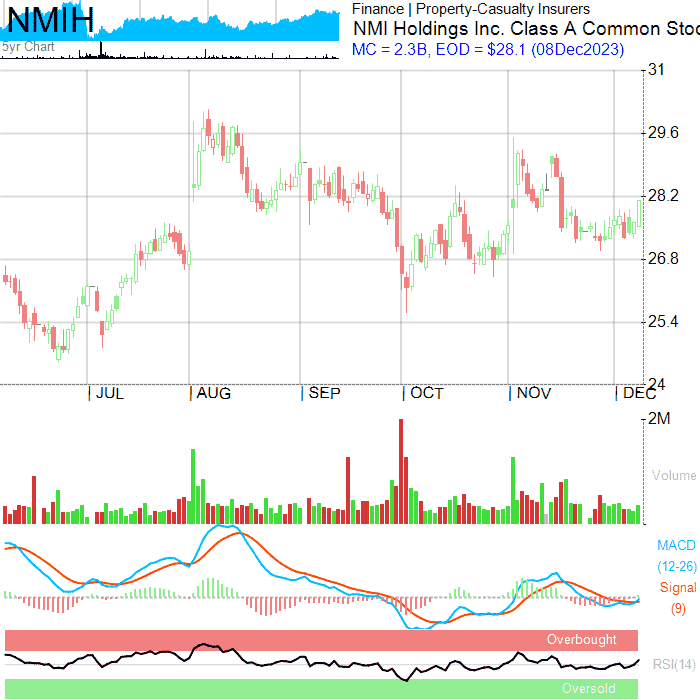 NMIH
5yr Chart
Finance | Property-Casualty Insurers
NMI Holdings Inc. Class A Common Stoc
MC = 2.3B, EOD = $28.1 (08Dec2023)
31
29.6
28.2
26.8
25.4
24
| JUL | AUG | SEP | OCT | NOV | DEC
2M
Volume
MACD
(12-26)
Signal
(9)
Overbought
RSI(14)
Oversold